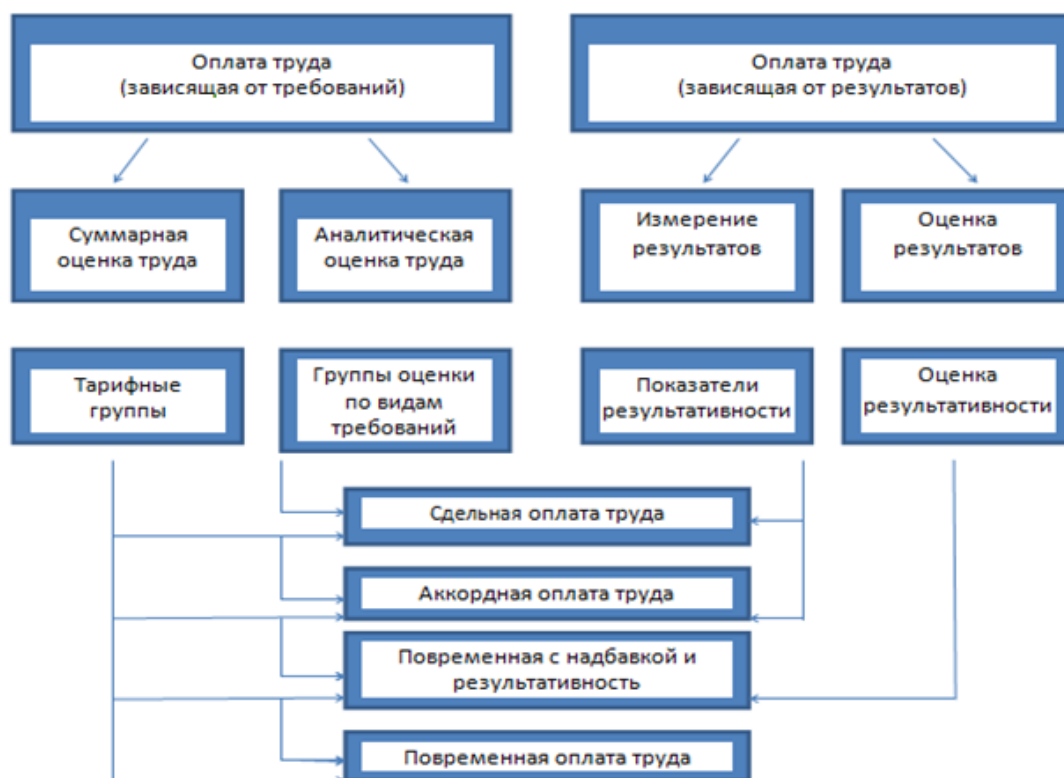 Оплата труда
(зависящая от требований)
Оплата труда
(зависящая от результатов)
Суммарная
оценка труда
Аналитическая
оценка труда
Измерение
результатов
Оценка
результатов
Тарифные
группы
Группы оценки
по видам
требований
Показатели
результативности
Оценка
результативности
Сдельная оплата труда
Аккордная оплата труда
Повременная с надбавкой и
результативность
Повременная оплата труда